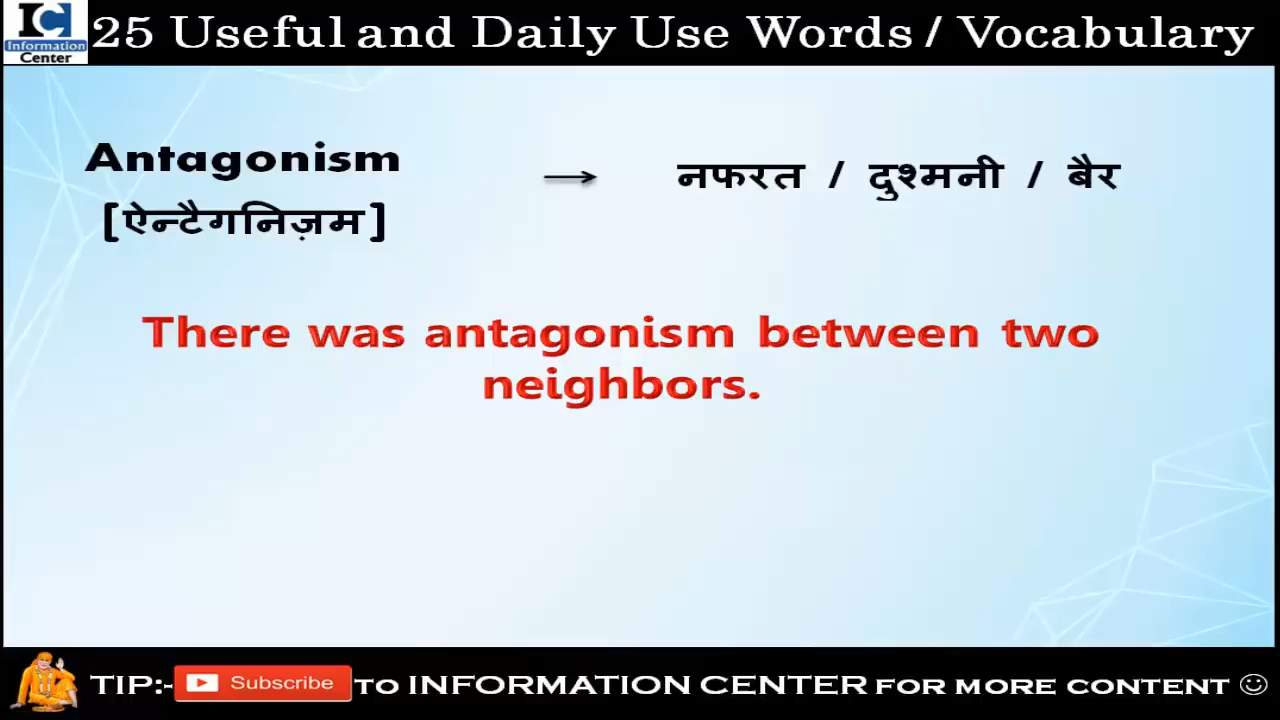 IC
Information
Center
25 Useful and Daily Use Words / Vocabulary
Antagonism → नफरत / दुश्मनी / बैर
[ऐन्टैगनिज़म]
There was antagonism between two
neighbors.
TIP:- Subscribe to INFORMATION CENTER FOR MORE CONTENT ☺